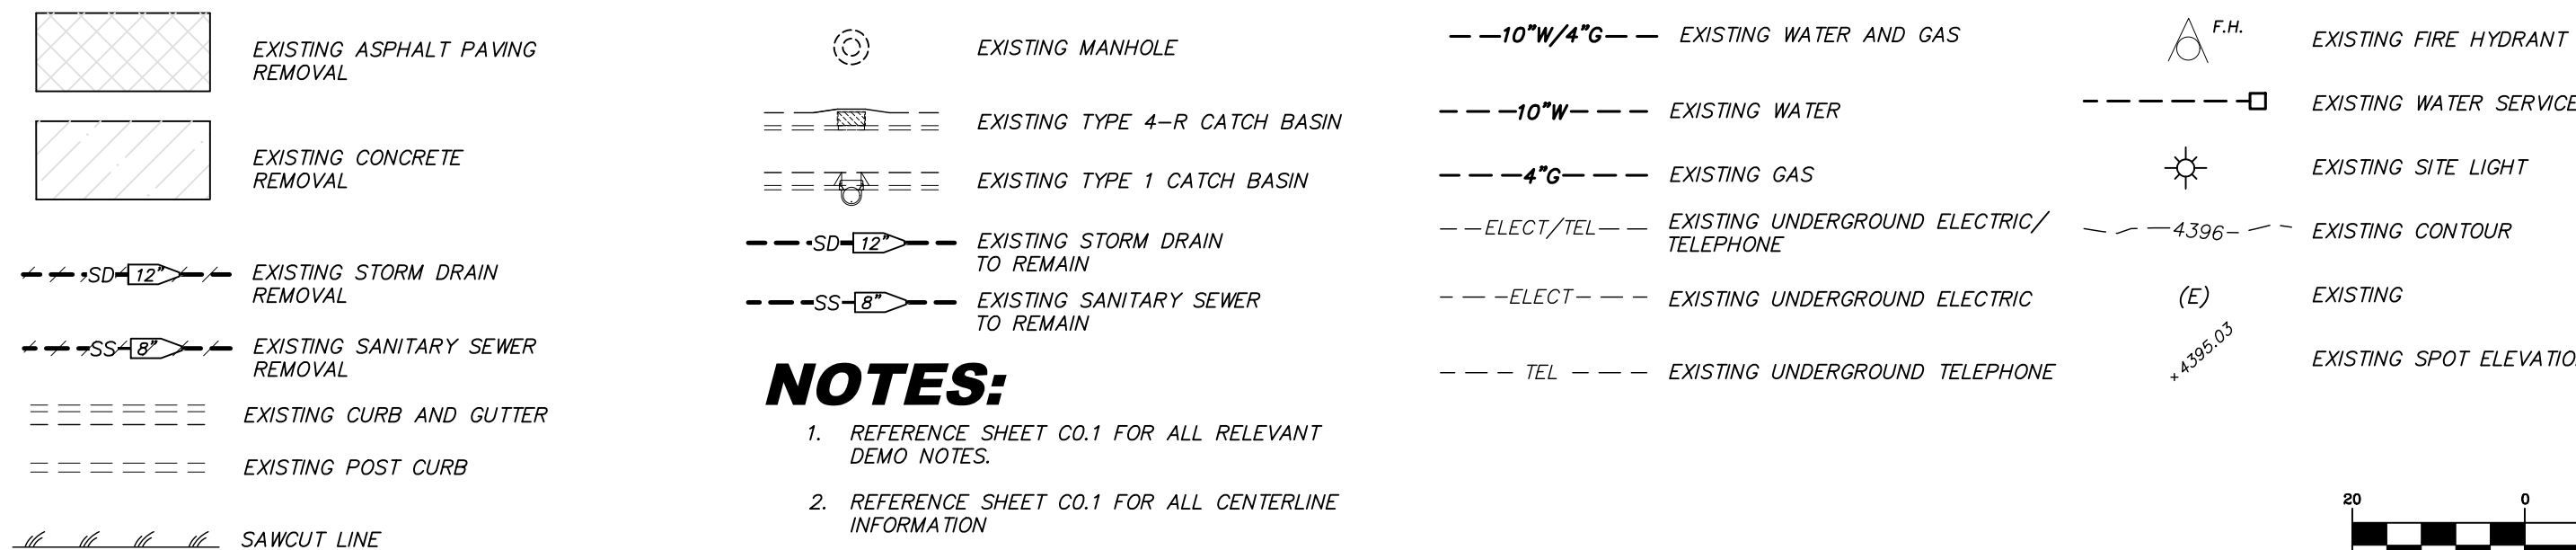 EXISTING ASPHALT PAVING
REMOVAL
EXISTING CONCRETE
REMOVAL
SD 12" EXISTING STORM DRAIN
REMOVAL
SS 8" EXISTING SANITARY SEWER
REMOVAL
EXISTING CURB AND GUTTER
EXISTING POST CURB
SAWCUT LINE
EXISTING MANHOLE
EXISTING TYPE 4-R CATCH BASIN
EXISTING TYPE 1 CATCH BASIN
SD 12" EXISTING STORM DRAIN
TO REMAIN
SS 8" EXISTING SANITARY SEWER
TO REMAIN
NOTES:
1. REFERENCE SHEET C0.1 FOR ALL RELEVANT
DEMO NOTES.
2. REFERENCE SHEET C0.1 FOR ALL CENTERLINE
INFORMATION
10"W/4"G EXISTING WATER AND GAS
10"W EXISTING WATER
4"G EXISTING GAS
ELECT/TEL EXISTING UNDERGROUND ELECTRIC/
TELEPHONE
ELECT EXISTING UNDERGROUND ELECTRIC
TEL EXISTING UNDERGROUND TELEPHONE
F.H. EXISTING FIRE HYDRANT
EXISTING WATER SERVICE
EXISTING SITE LIGHT
4396 EXISTING CONTOUR
(E) EXISTING
+4395.03 EXISTING SPOT ELEVATIO
20 0